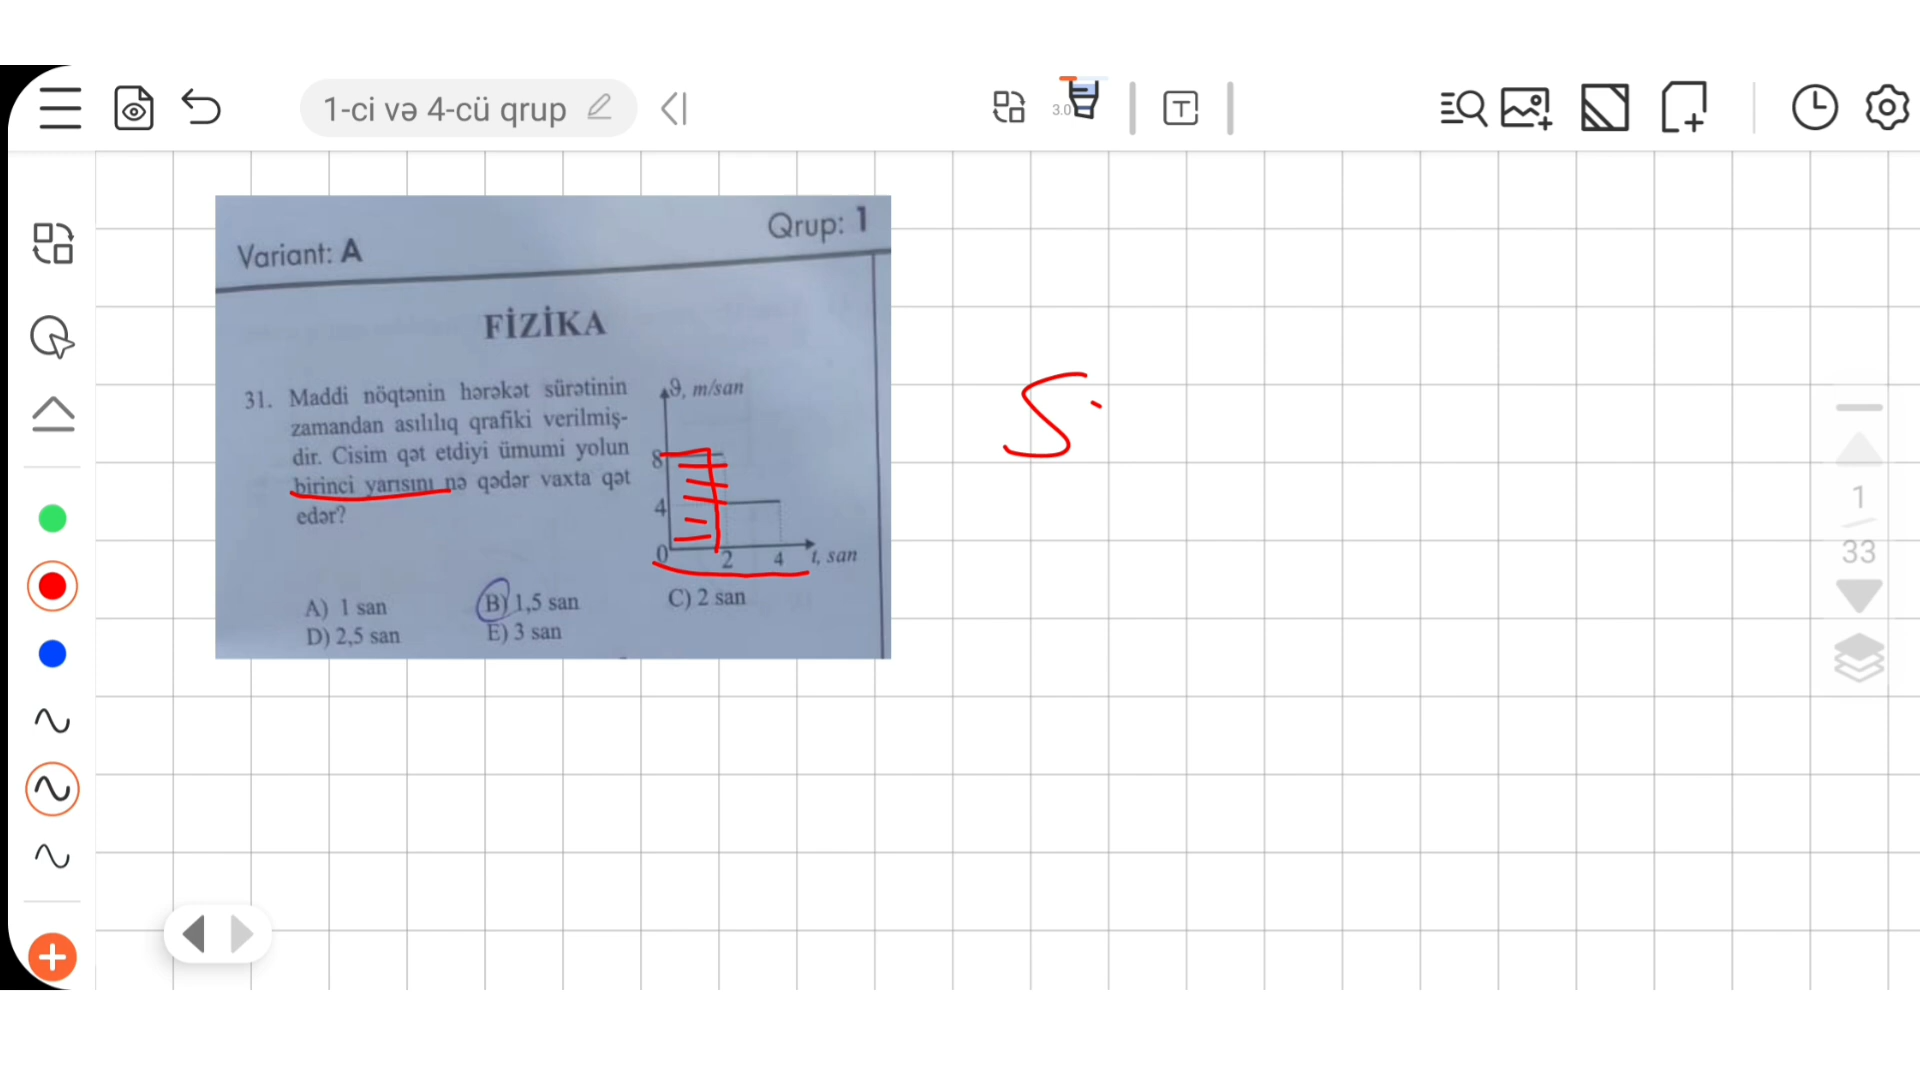 1-ci və 4-cü qrup
3.0
T
Variant: A
Qrup: 1
FİZİKA
31. Maddi nöqtənin hərəkət sürətinin
zamandan asılılıq qrafiki verilmiş-
dir. Cisim qət etdiyi ümumi yolun
birinci yarısını nə qədər vaxta qət
edər?
ϑ, m/san
8
4
0
2
4
t, san
A) 1 san
B) 1,5 san
C) 2 san
D) 2,5 san
E) 3 san
S
1
33